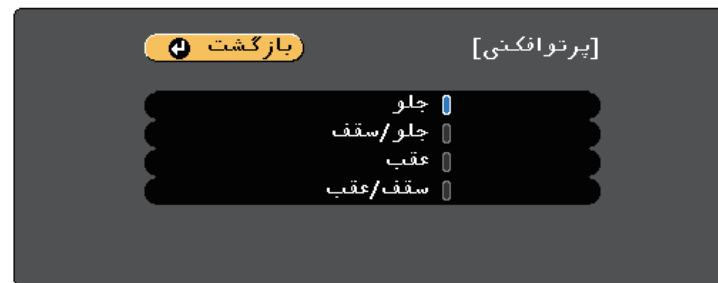 [پرتوافکنی] بازگشت
جلو
جلو/سقف
عقب
سقف/عقب